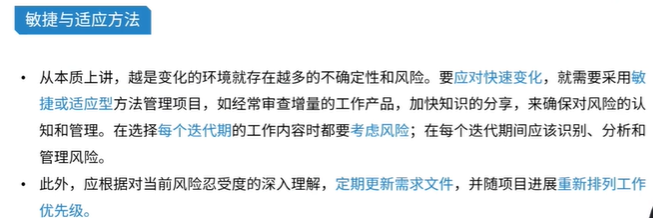 敏捷与适应方法
• 从本质上讲，越是变化的环境就存在越多的不确定性和风险。要应对快速变化，就需要采用敏
捷或适应型方法管理项目，如经常审查增量的工作产品，加快知识的分享，来确保对风险的认
知和管理。在选择每个迭代期的工作内容时都要考虑风险；在每个迭代期间应该识别、分析和
管理风险。
• 此外，应根据对当前风险忍受度的深入理解，定期更新需求文件，并随项目进展重新排列工作
优先级。